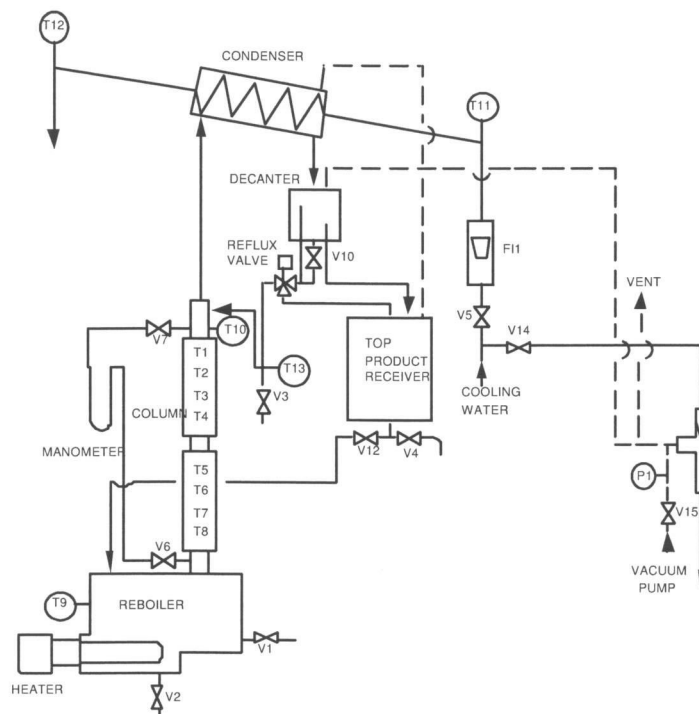 T12
CONDENSER
T11
DECANTER
V10
REFLUX
VALVE
FI1
VENT
V5
V14
V7
T10
T1
T2
T3
T4
COLUMN
TOP
PRODUCT
RECEIVER
T13
V3
COOLING
WATER
MANOMETER
V12
V4
T5
T6
T7
T8
P1
V15
V6
VACUUM
PUMP
T9
REBOILER
V1
HEATER
V2